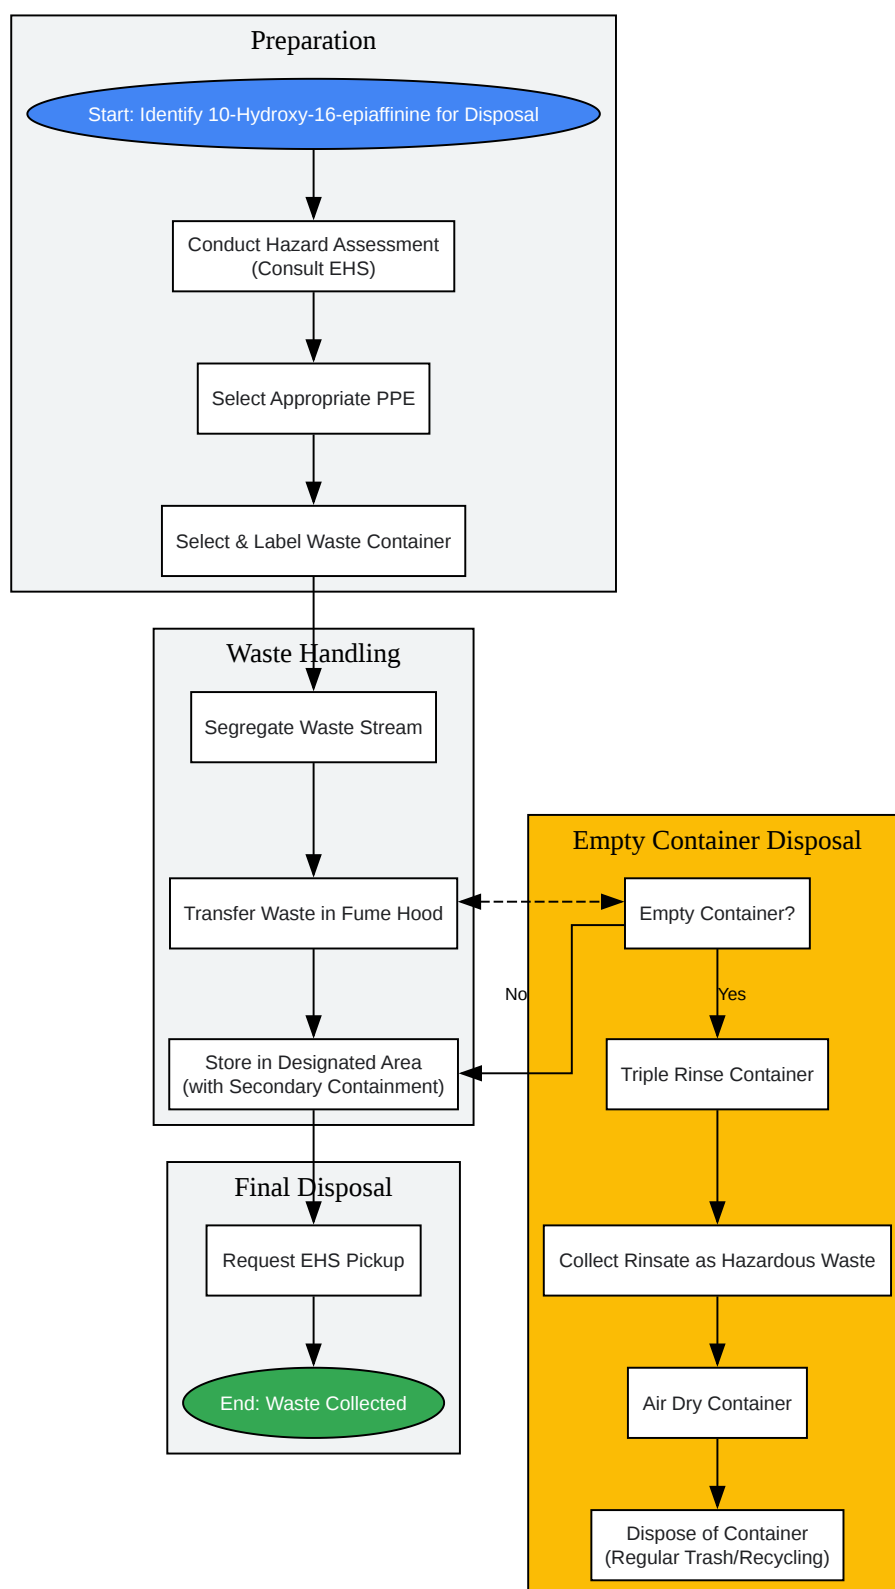 Preparation
Start: Identify 10-Hydroxy-16-epiaffinine for Disposal
Conduct Hazard Assessment
(Consult EHS)
Select Appropriate PPE
Select & Label Waste Container
Waste Handling
Segregate Waste Stream
Transfer Waste in Fume Hood
Store in Designated Area
(with Secondary Containment)
Empty Container Disposal
Empty Container?
No
Yes
Triple Rinse Container
Collect Rinsate as Hazardous Waste
Air Dry Container
Dispose of Container
(Regular Trash/Recycling)
Final Disposal
Request EHS Pickup
End: Waste Collected